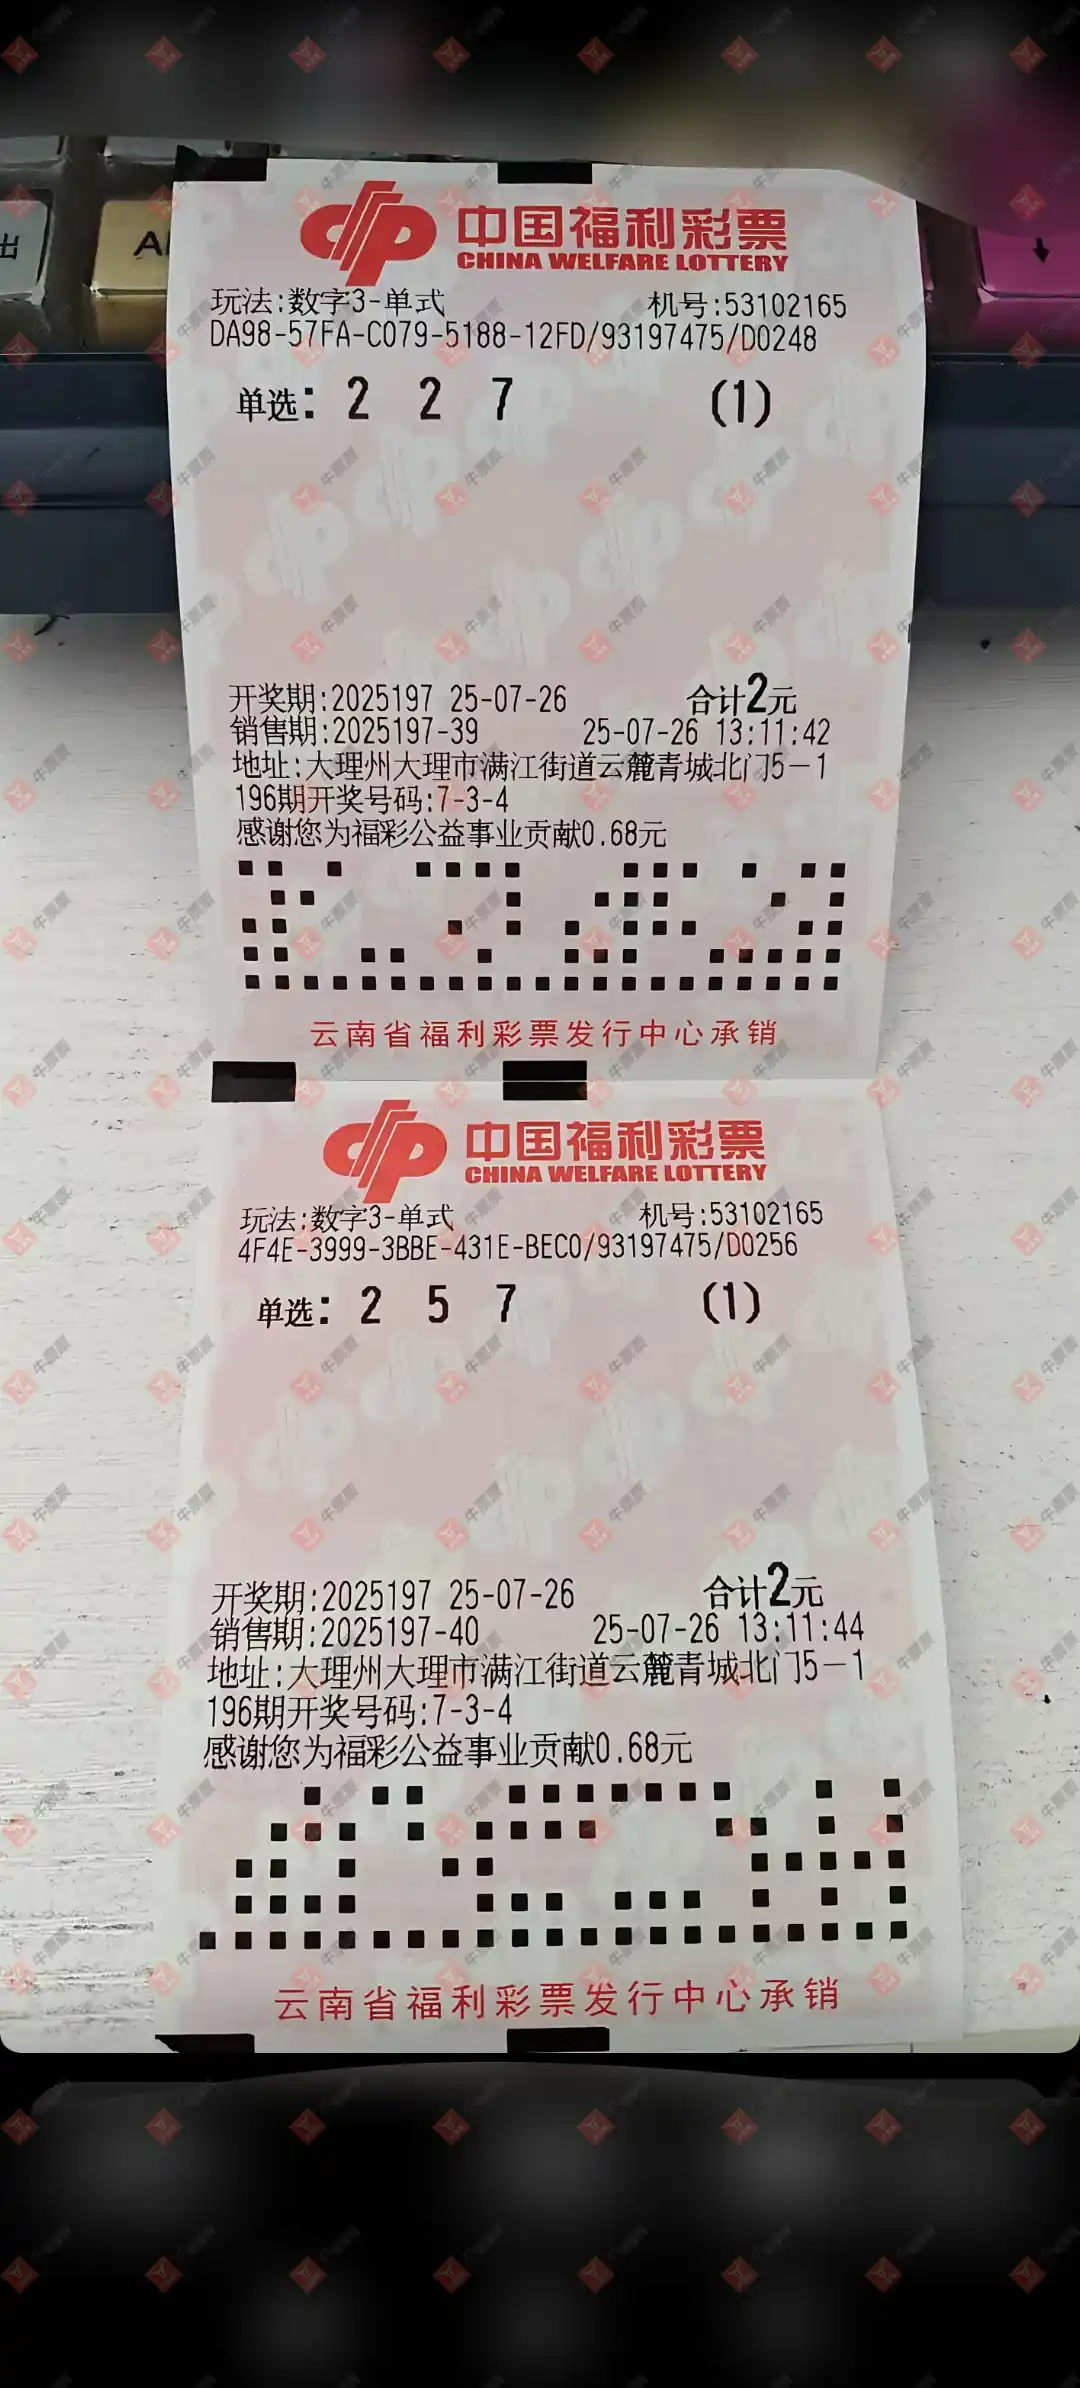 出
中国福利彩票
CHINA WELFARE LOTTERY
玩法:数字3-单式 机号:53102165
DA98-57FA-C079-5188-12FD/93197475/D0248
单选: 2 2 7 (1)
开奖期:2025197 25-07-26 合计2元
销售期:2025197-39 25-07-26 13:11:42
地址:大理州大理市满江街道云麓青城北门5-1
196期开奖号码:7-3-4
感谢您为福彩公益事业贡献0.68元
云南省福利彩票发行中心承销
中国福利彩票
CHINA WELFARE LOTTERY
玩法:数字3-单式 机号:53102165
4F4E-3999-3BBE-431E-BEC0/93197475/D0256
单选: 2 5 7 (1)
开奖期:2025197 25-07-26 合计2元
销售期:2025197-40 25-07-26 13:11:44
地址:大理州大理市满江街道云麓青城北门5-1
196期开奖号码:7-3-4
感谢您为福彩公益事业贡献0.68元
云南省福利彩票发行中心承销
牛票票